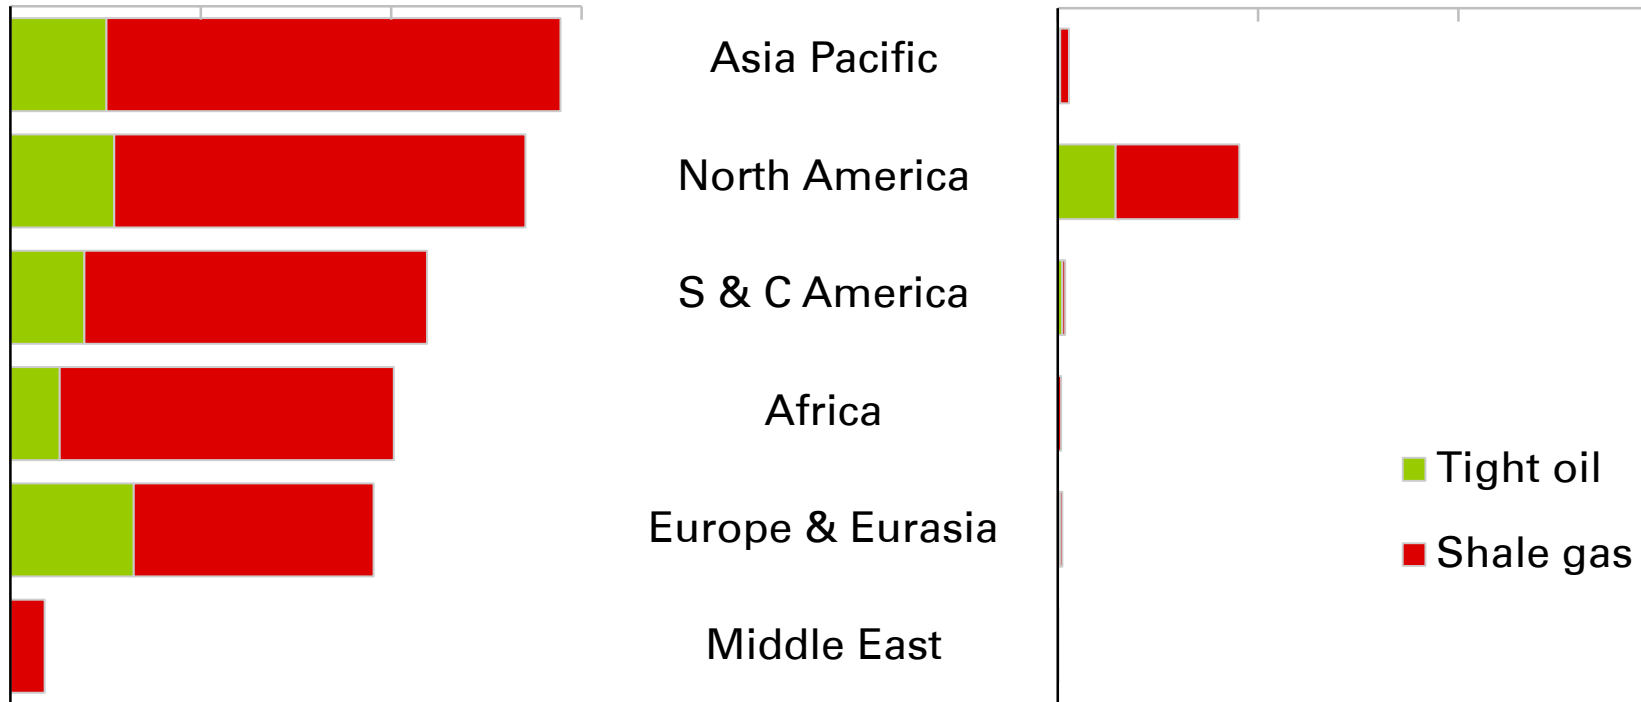 Asia Pacific
North America
S & C America
Africa
Europe & Eurasia
Middle East
Tight oil
Shale gas